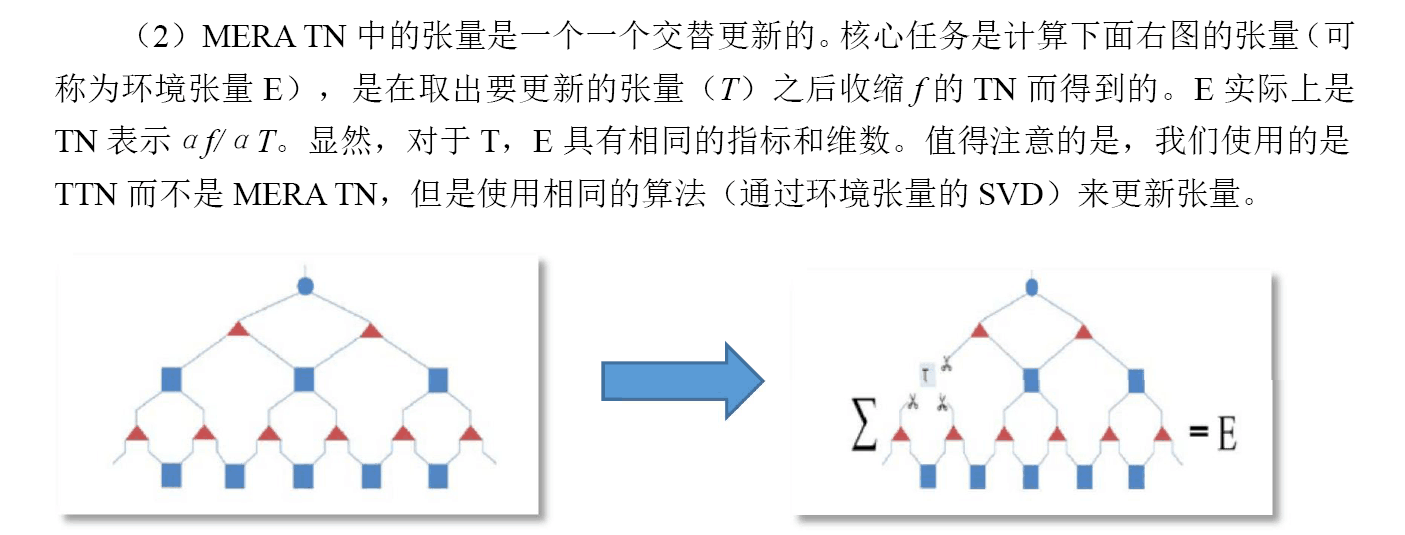 （2）MERA TN 中的张量是一个一个交替更新的。核心任务是计算下面右图的张量（可
称为环境张量 E），是在取出要更新的张量（T）之后收缩 f 的 TN 而得到的。E 实际上是
TN 表示 αf/αT。显然，对于 T，E 具有相同的指标和维数。值得注意的是，我们使用的是
TTN 而不是 MERA TN，但是使用相同的算法（通过环境张量的 SVD）来更新张量。
T
∑ = E